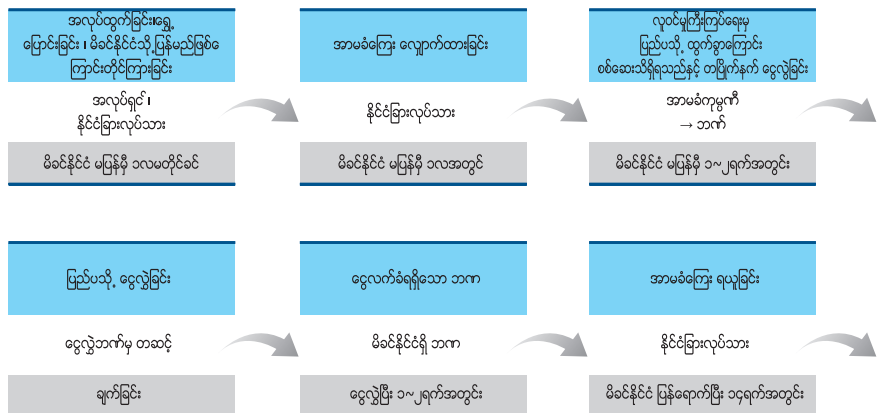 အလုပ်ထွက်ခြင်း၊ရွှေ့
ပြောင်းခြင်း ၊ မိခင်နိုင်ငံသို့ ပြန်မည်ဖြစ်ေ
ကြာင်းတိုင်ကြားခြင်း
အလုပ်ရှင် ၊
နိုင်ငံခြားလုပ်သား
မိခင်နိုင်ငံ မပြန်မှီ ၁လမတိုင်ခင်
အာမခံကြေး လျှောက်ထားခြင်း
နိုင်ငံခြားလုပ်သား
မိခင်နိုင်ငံ မပြန်မှီ ၁လအတွင်
လူဝင်မှုကြီးကြပ်ရေးမှ
ပြည်ပသို့ ထွက်ခွာကြောင်း
စစ်ဆေးသိရှိရသည်နှင့် တပြိုက်နက် ငွေလွှဲခြင်း
အာမခံကုမ္ပဏီ
→ ဘဏ်
မိခင်နိုင်ငံ မပြန်မှီ ၁~၂ရက်အတွင်း
ပြည်ပသို့ ငွေလွှဲခြင်း
ငွေလွှဲဘဏ်မှ တဆင့်
ချက်ခြင်း
ငွေလက်ခံရရှိသော ဘဏ
မိခင်နိုင်ငံရှိ ဘဏ
ငွေလွှဲပြီး ၁~၂ရက်အတွင်း
အာမခံကြေး ရယူခြင်း
နိုင်ငံခြားလုပ်သား
မိခင်နိုင်ငံ ပြန်ရောက်ပြီး ၁၄ရက်အတွင်း